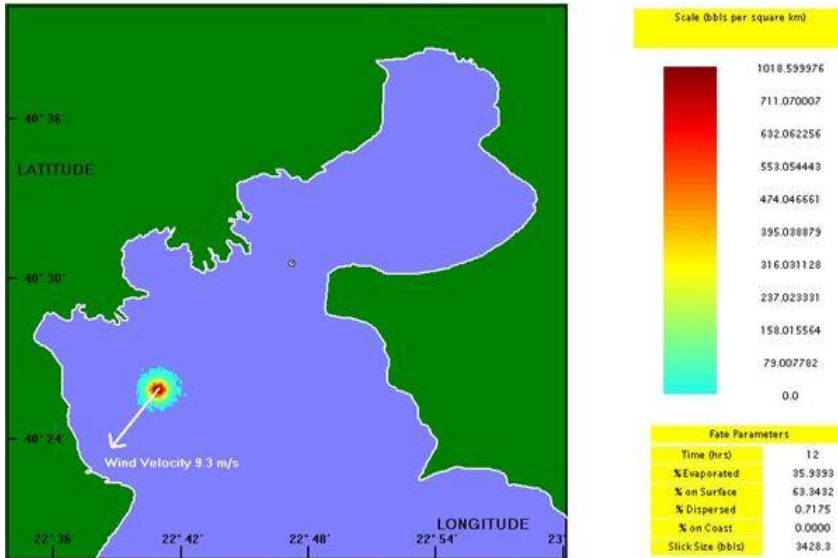 40° 36'
LATITUDE
40° 30'
40° 24'
Wind Velocity 9.3 m/s
LONGITUDE
22° 36' 22° 42' 22° 48' 22° 54' 23°
Scale (bbls per square km)
1018.599976
711.070007
632.062256
553.054443
474.046661
395.038879
316.031128
237.023331
158.015564
79.007782
0.0
Fate Parameters
Time (hrs) 12
% Evaporated 35.9393
% on Surface 63.3432
% Dispersed 0.7175
% on Coast 0.0000
Slick Size (bbls) 3428.3